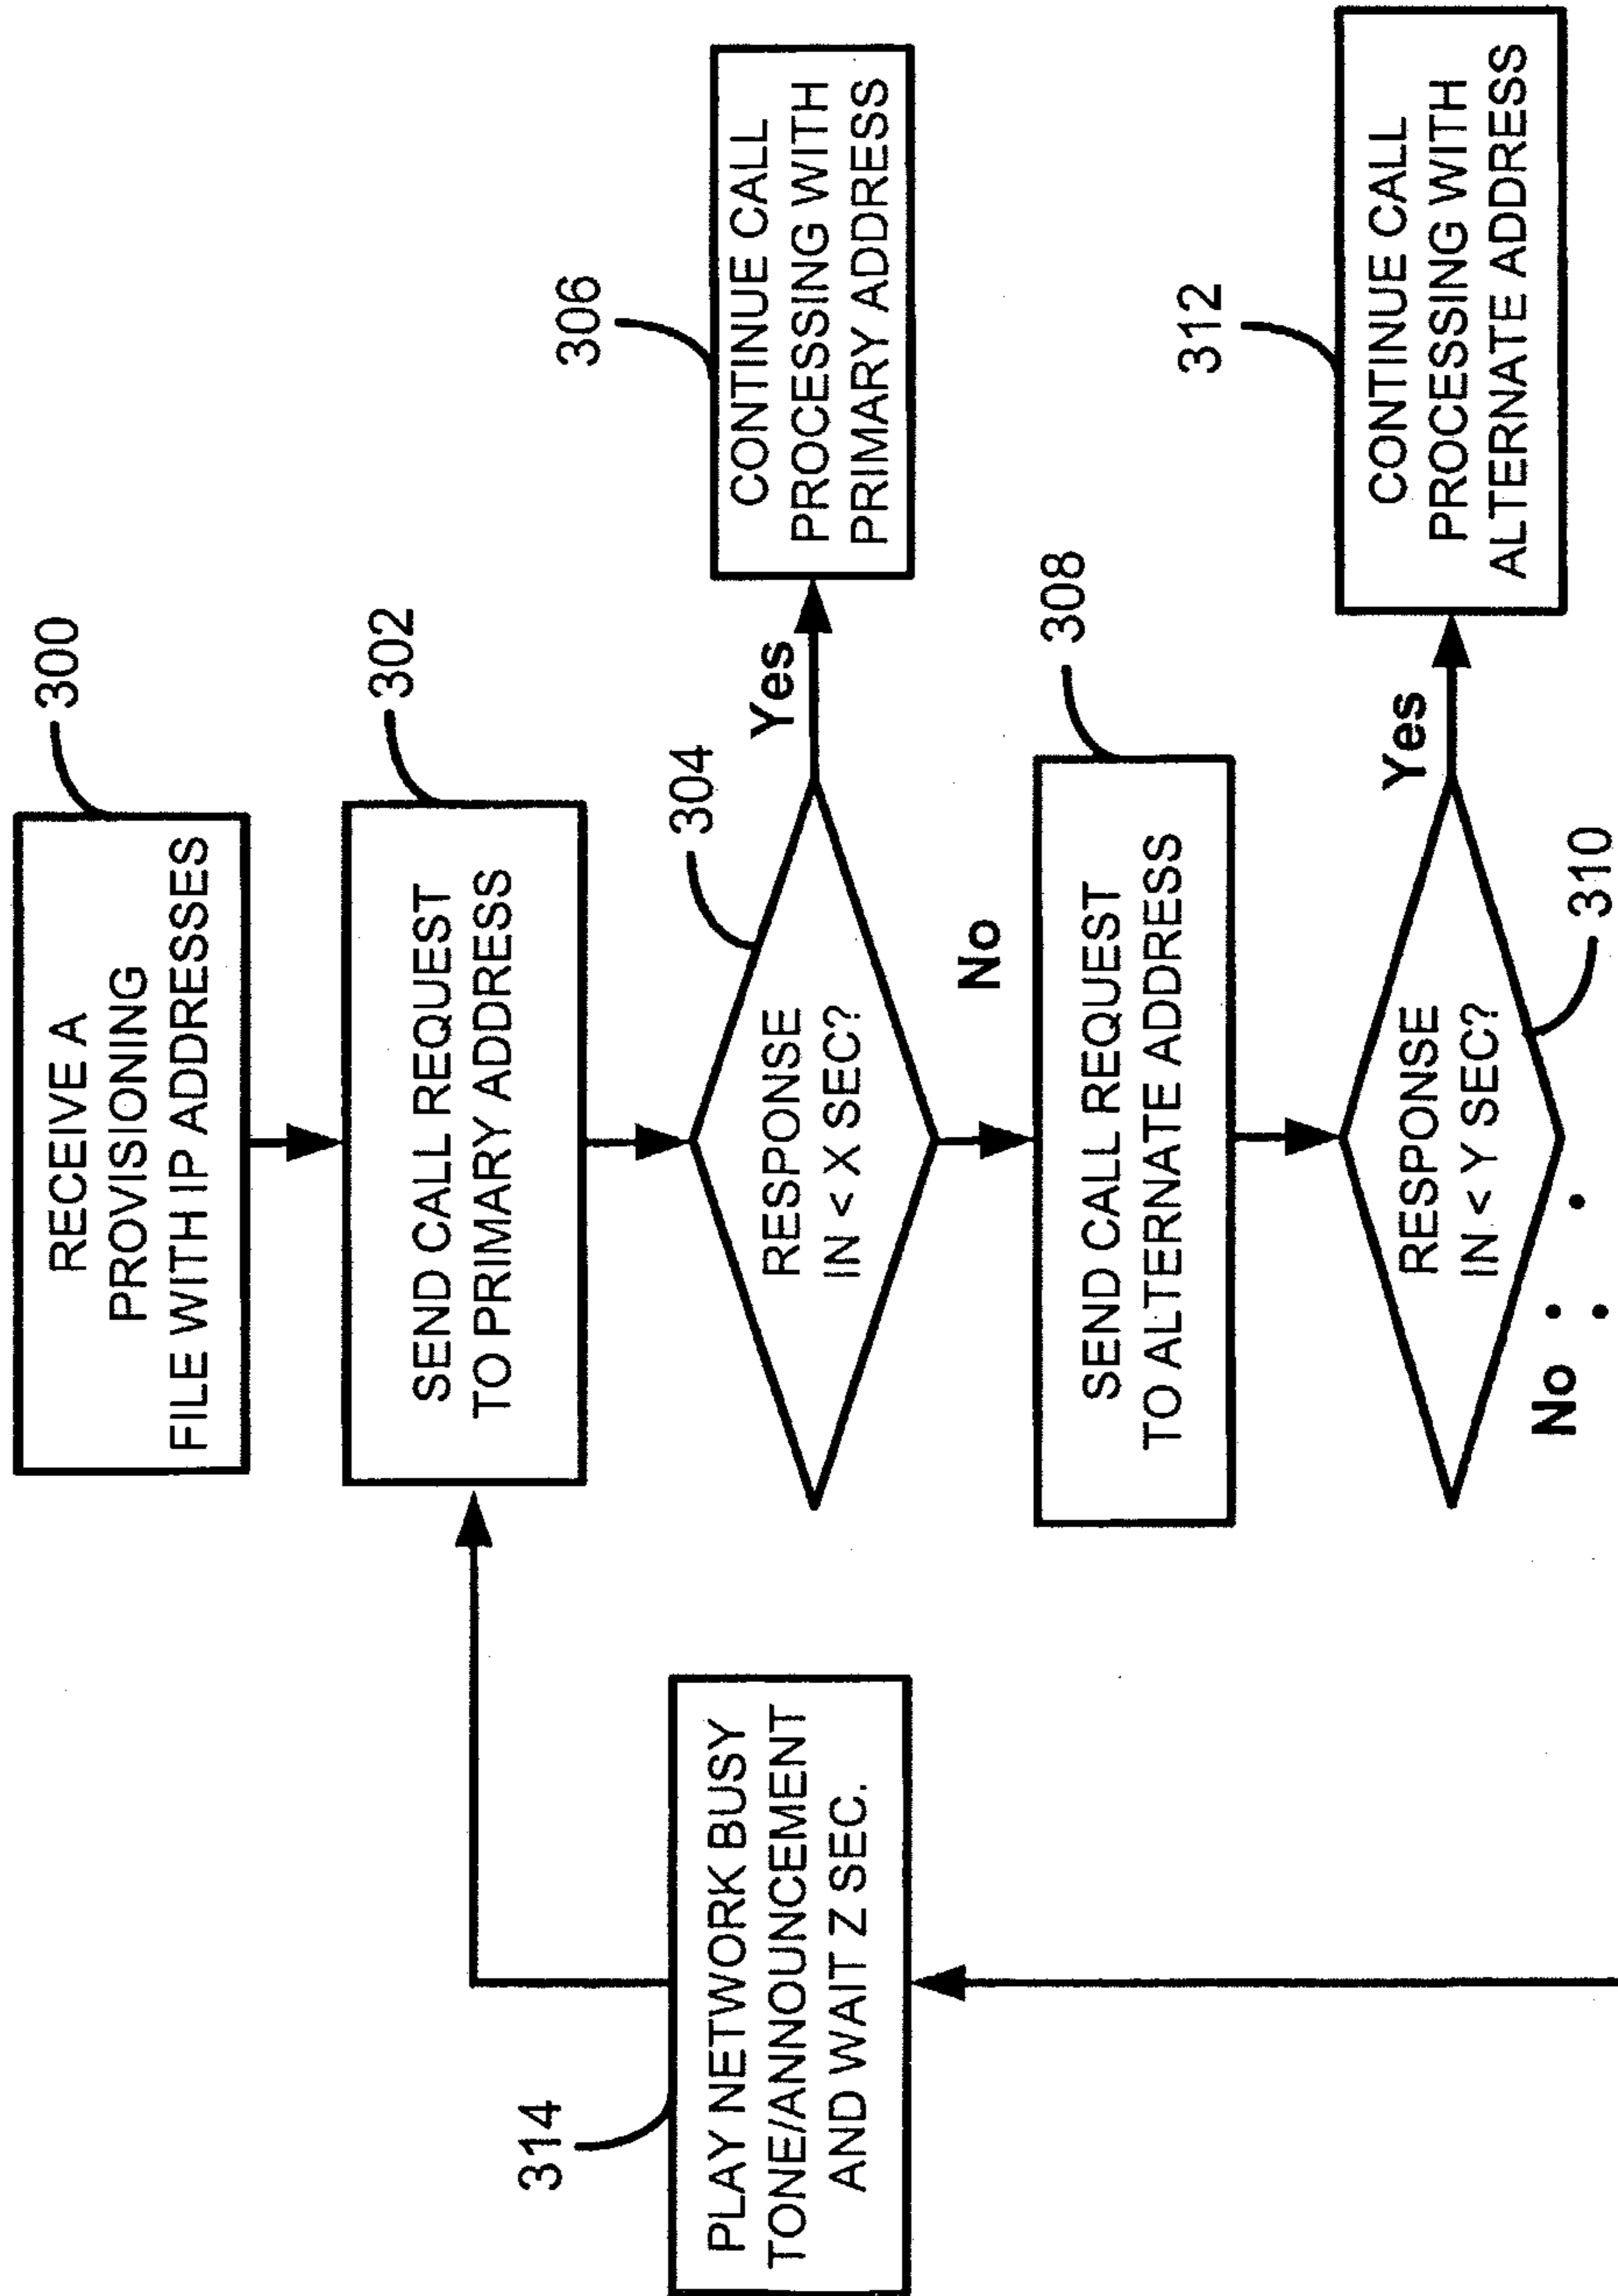 300
RECEIVE A
PROVISIONING
FILE WITH IP ADDRESSES
302
SEND CALL REQUEST
TO PRIMARY ADDRESS
304
RESPONSE
IN < X SEC?
Yes
306
CONTINUE CALL
PROCESSING WITH
PRIMARY ADDRESS
No
308
SEND CALL REQUEST
TO ALTERNATE ADDRESS
310
RESPONSE
IN < Y SEC?
Yes
312
CONTINUE CALL
PROCESSING WITH
ALTERNATE ADDRESS
No
314
PLAY NETWORK BUSY
TONE/ANNOUNCEMENT
AND WAIT Z SEC.